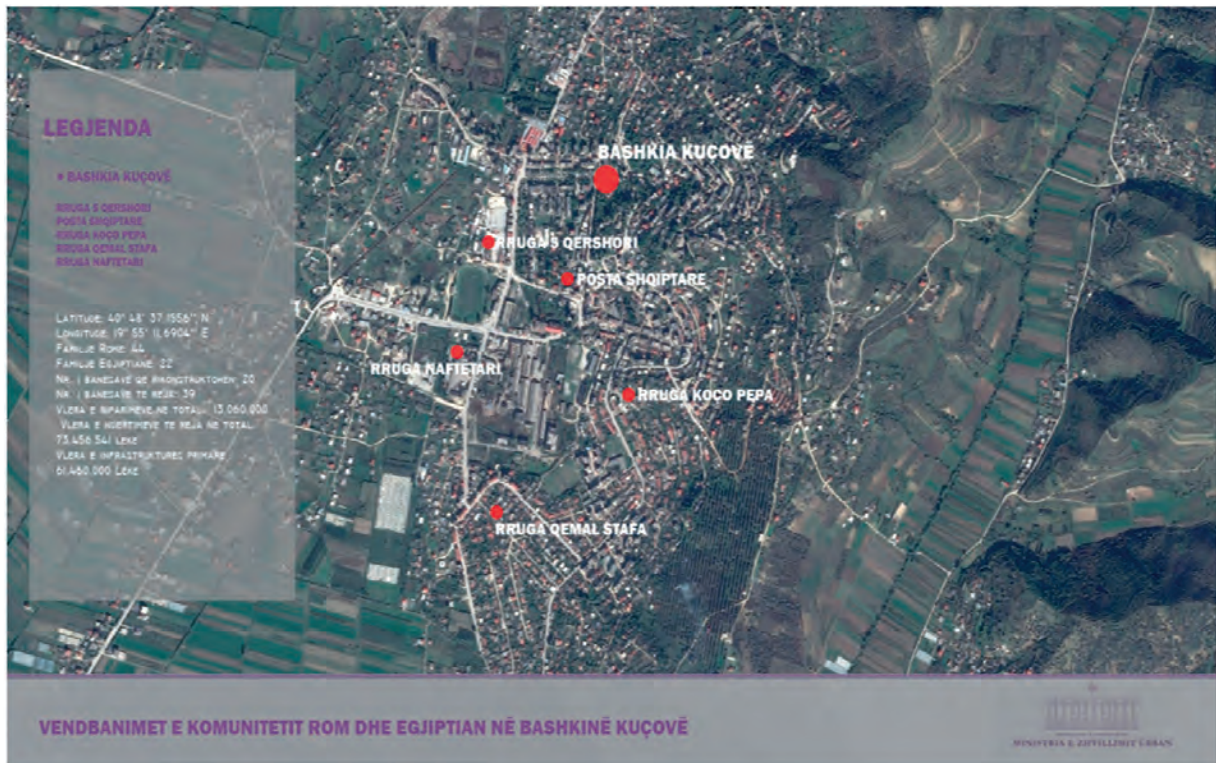 LEGJENDA
• BASHKIA KUÇOVË
RRUGA 5 QERSHORI
POSTA SHQIPTARE
RRUGA KOÇO PEPA
RRUGA QEMAL STAFA
RRUGA NAFTETARI
LATITUDE: 40° 48' 37.1556'' N
LONGITUDE: 19° 55' 11.6904'' E
FAMILJE ROME: 44
FAMILJE EGJIPTIANE: 22
NR. I BANESAVE QE RIKONSTRUKTOHEN: 20
NR. I BANESAVE TE REJA: 39
VLERA E RIPARIMEVE NE TOTAL: 13.060.000
VLERA E NDERTIMEVE TE REJA NE TOTAL
73.456.541 LEKE
VLERA E INFRASTRUKTURES PRIMARE
61.460.000 LEKE
BASHKIA KUÇOVË
RRUGA 5 QERSHORI
POSTA SHQIPTARE
RRUGA NAFTETARI
RRUGA KOÇO PEPA
RRUGA QEMAL STAFA
VENDBANIMET E KOMUNITETIT ROM DHE EGJIPTIAN NË BASHKINË KUÇOVË
MINISTRIA E ZHVILLIMIT URBAN